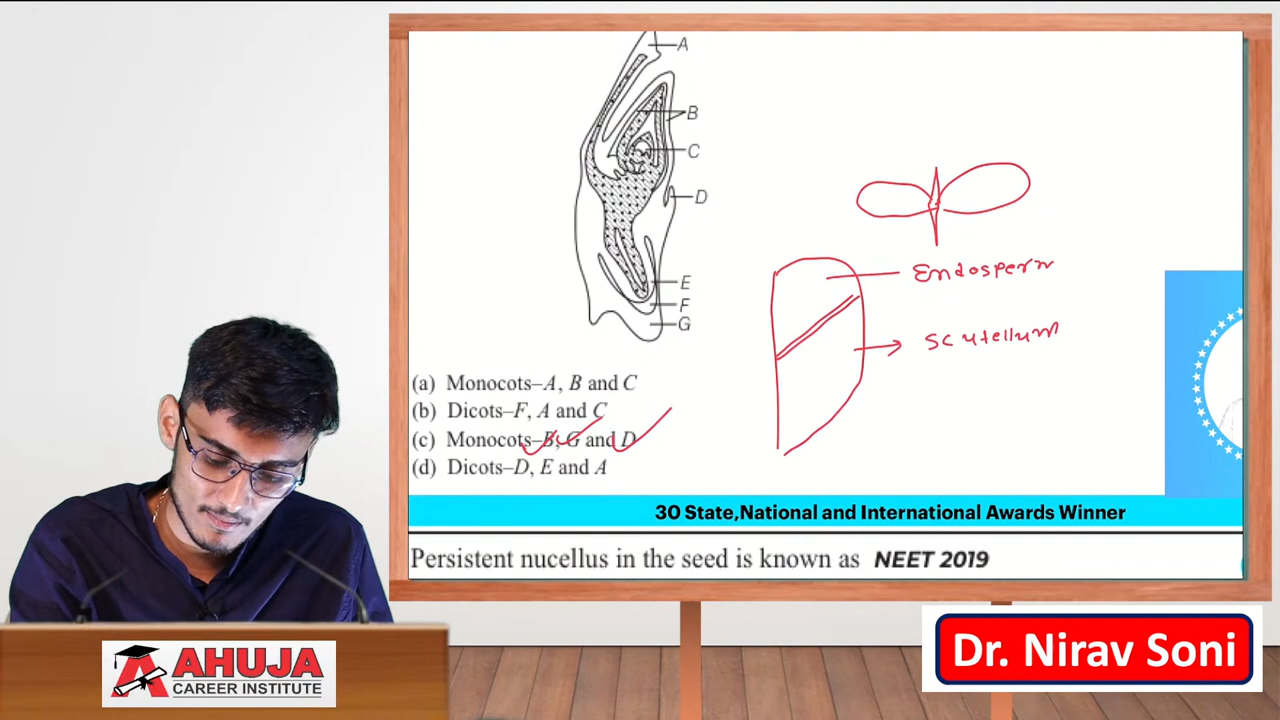 A
B
C
D
E
F
G
Endosperm
Scutellum
(a) Monocots–A, B and C
(b) Dicots–F, A and C
(c) Monocots–B, G and D
(d) Dicots–D, E and A
30 State,National and International Awards Winner
Persistent nucellus in the seed is known as NEET 2019
AHUJA
CAREER INSTITUTE
Dr. Nirav Soni